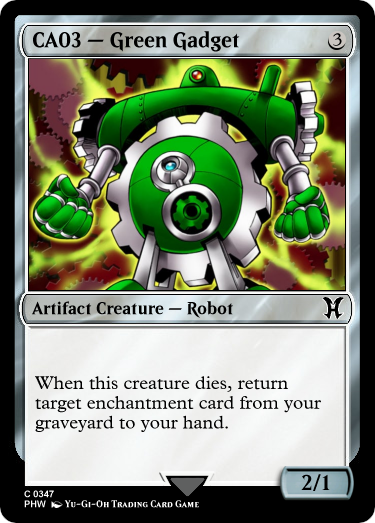 CA03 — Green Gadget 3
Artifact Creature — Robot
When this creature dies, return
target enchantment card from your
graveyard to your hand.
2/1
C 0347
PHW Yu-Gi-Oh Trading Card Game